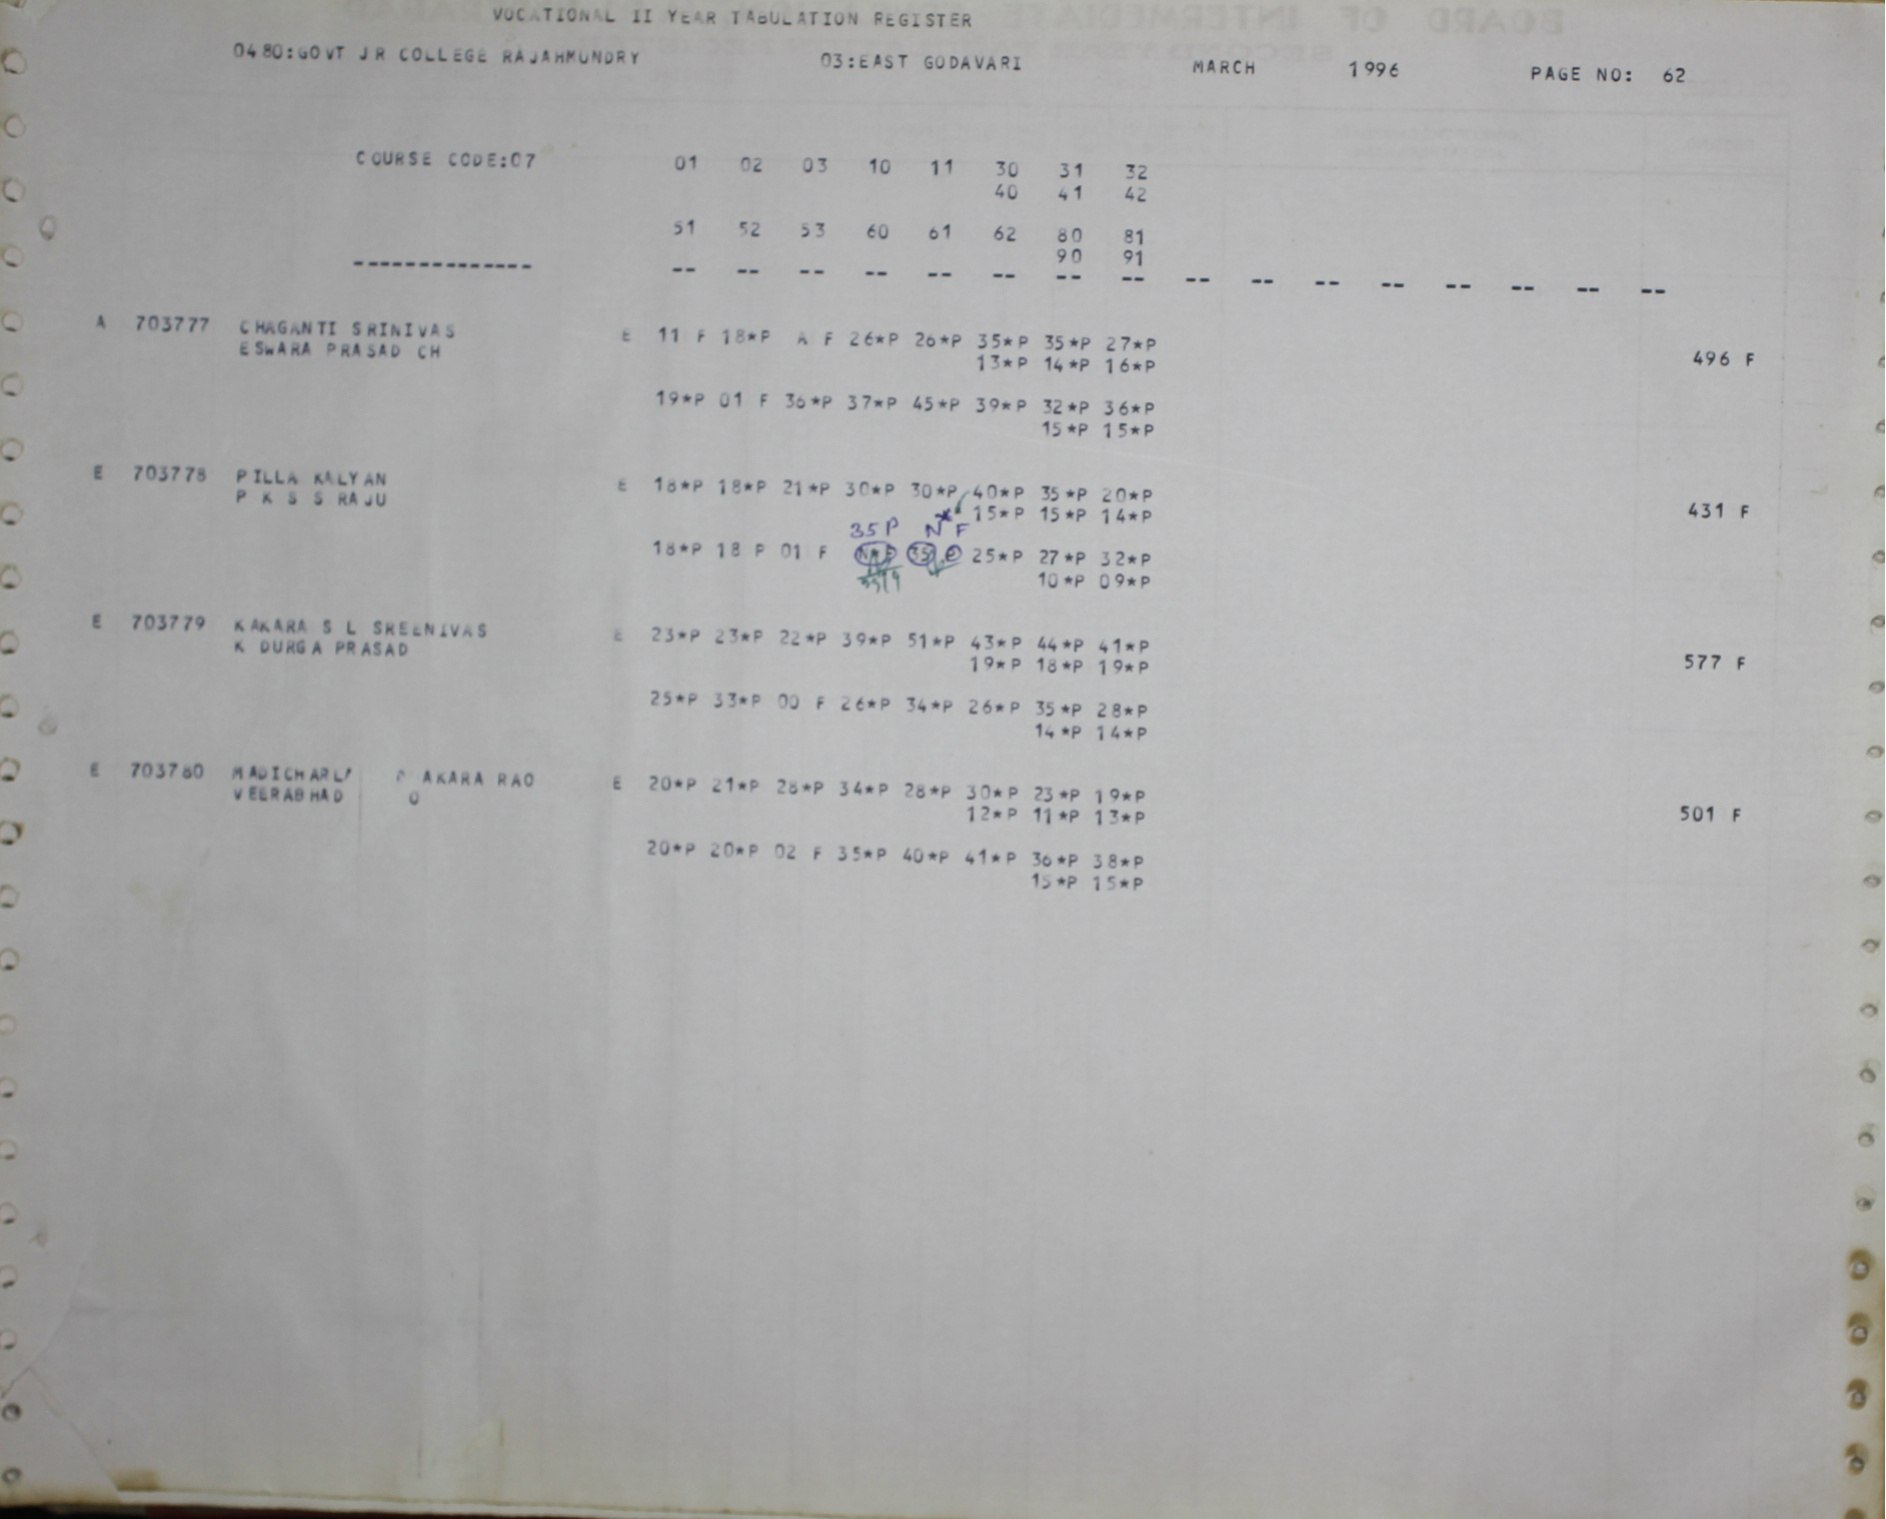 VOCATIONAL II YEAR TABULATION REGISTER
0480:GOVT JR COLLEGE RAJAHMUNDRY 03:EAST GODAVARI MARCH 1996 PAGE NO: 62
COURSE CODE:07 01 02 03 10 11 30 31 32
40 41 42
51 52 53 60 61 62 80 81
90 91
-------------- -- -- -- -- -- -- -- -- -- -- -- -- -- -- -- --
A 703777 CHAGANTI SRINIVAS E 11 F 18*P A F 26*P 26*P 35*P 35*P 27*P
ESWARA PRASAD CH 13*P 14*P 16*P 496 F
19*P 01 F 36*P 37*P 45*P 39*P 32*P 36*P
15*P 15*P
E 703778 PILLA KALYAN E 18*P 18*P 21*P 30*P 30*P 40*P 35*P 20*P
P K S S RAJU 15*P 15*P 14*P 431 F
35P N* F
18*P 18 P 01 F 35 P 25*P 27*P 32*P
10*P 09*P
E 703779 KAKARA S L SREENIVAS E 23*P 23*P 22*P 39*P 51*P 43*P 44*P 41*P
K DURGA PRASAD 19*P 18*P 19*P 577 F
25*P 33*P 00 F 26*P 34*P 26*P 35*P 28*P
14*P 14*P
E 703780 MADICHARL AKARA RAO E 20*P 21*P 28*P 34*P 28*P 30*P 23*P 19*P
VEERABHAD O 12*P 11*P 13*P 501 F
20*P 20*P 02 F 35*P 40*P 41*P 36*P 38*P
15*P 15*P